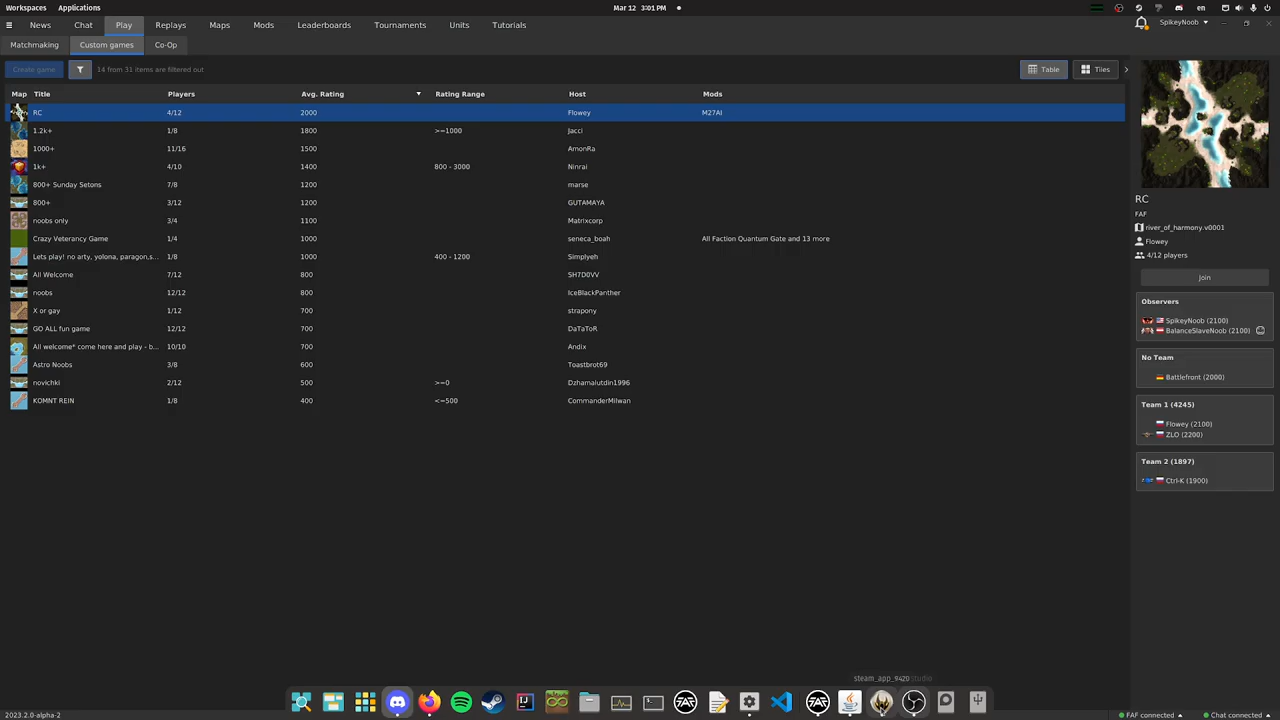 Workspaces Applications Mar 12 3:01 PM en
News Chat Play Replays Maps Mods Leaderboards Tournaments Units Tutorials SpikeyNoob
Matchmaking Custom games Co-Op
Create game 14 from 31 items are filtered out Table Tiles
Map Title Players Avg. Rating Rating Range Host Mods
RC 4/12 2000 Flowey M27AI
1.2k+ 1/8 1800 >=1000 Jacci
1000+ 11/16 1500 AmonRa
1k+ 4/10 1400 800 - 3000 Ninrai
800+ Sunday Setons 7/8 1200 marse
800+ 3/12 1200 GUTAMAYA
noobs only 3/4 1100 Matrixcorp
Crazy Veterancy Game 1/4 1000 seneca_boah All Faction Quantum Gate and 13 more
Lets play! no arty, yolona, paragon,s... 1/8 1000 400 - 1200 Simplyeh
All Welcome 7/12 800 SH7D0VV
noobs 12/12 800 IceBlackPanther
X or gay 1/12 700 strapony
GO ALL fun game 12/12 700 DaTaToR
All welcome* come here and play - b... 10/10 700 Andix
Astro Noobs 3/8 600 Toastbrot69
novichki 2/12 500 >=0 Dzhamalutdin1996
KOMNT REIN 1/8 400 <=500 CommanderMilwan
RC
FAF
river_of_harmony.v0001
Flowey
4/12 players
Join
Observers
SpikeyNoob (2100)
BalanceSlaveNoob (2100)
No Team
Battlefront (2000)
Team 1 (4245)
Flowey (2100)
ZLO (2200)
Team 2 (1897)
Ctrl-K (1900)
steam_app_9420
FAF FAF
2023.2.0-alpha-2 FAF connected Chat connected